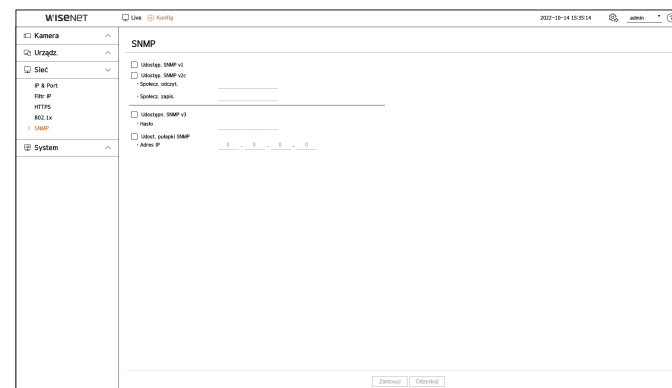 WISENET
Live Konfig 2022-10-14 15:35:14 admin
Kamera
Urządz.
Sieć
IP & Port
Filtr IP
HTTPS
802.1x
SNMP
System
SNMP
Udostęp. SNMP v1
Udostęp. SNMP v2c
• Społecz. odczyt.
• Społecz. zapis.
Udostępn. SNMP v3
• Hasło
Udost. pułapki SNMP
• Adres IP 0 . 0 . 0 . 0
Zastosuj Odzyskaj